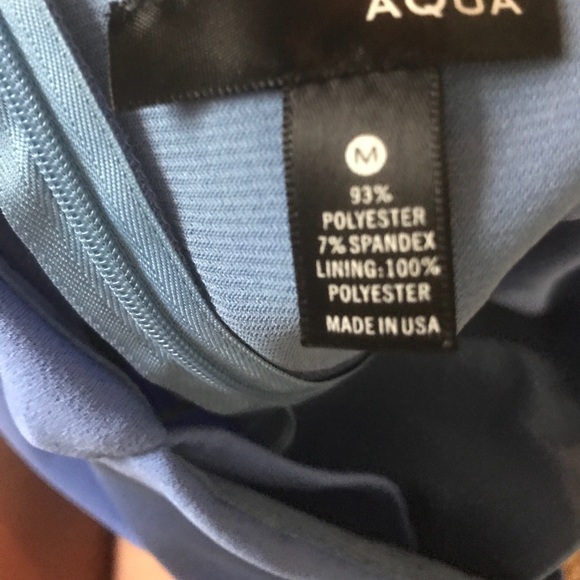 AQUA
M
93%
POLYESTER
7% SPANDEX
LINING:100%
POLYESTER
MADE IN USA